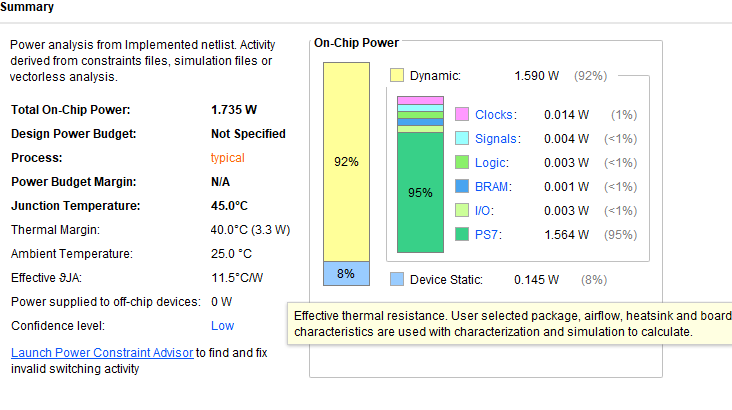 Summary
Power analysis from Implemented netlist. Activity
derived from constraints files, simulation files or
vectorless analysis.
Total On-Chip Power: 1.735 W
Design Power Budget: Not Specified
Process: typical
Power Budget Margin: N/A
Junction Temperature: 45.0°C
Thermal Margin: 40.0°C (3.3 W)
Ambient Temperature: 25.0 °C
Effective ϑJA: 11.5°C/W
Power supplied to off-chip devices: 0 W
Confidence level: Low
Launch Power Constraint Advisor to find and fix
invalid switching activity
On-Chip Power
92%
8%
Dynamic: 1.590 W (92%)
95%
Clocks: 0.014 W (1%)
Signals: 0.004 W (<1%)
Logic: 0.003 W (<1%)
BRAM: 0.001 W (<1%)
I/O: 0.003 W (<1%)
PS7: 1.564 W (95%)
Device Static: 0.145 W (8%)
Effective thermal resistance. User selected package, airflow, heatsink and board
characteristics are used with characterization and simulation to calculate.